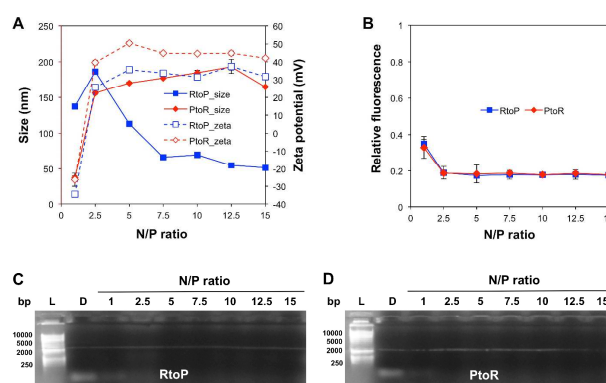 A
B
Size (nm)
250
200
150
100
50
0
60
50
40
30
20
10
0
-10
-20
-30
-40
Zeta potential (mV)
RtoP_size
PtoR_size
RtoP_zeta
PtoR_zeta
0 2.5 5 7.5 10 12.5 15
N/P ratio
Relative fluorescence
1
0.8
0.6
0.4
0.2
0
RtoP PtoR
0 2.5 5 7.5 10 12.5 15
N/P ratio
C
N/P ratio
bp L D 1 2.5 5 7.5 10 12.5 15
10000
5000
2000
250
RtoP
D
N/P ratio
bp L D 1 2.5 5 7.5 10 12.5 15
10000
5000
2000
250
PtoR